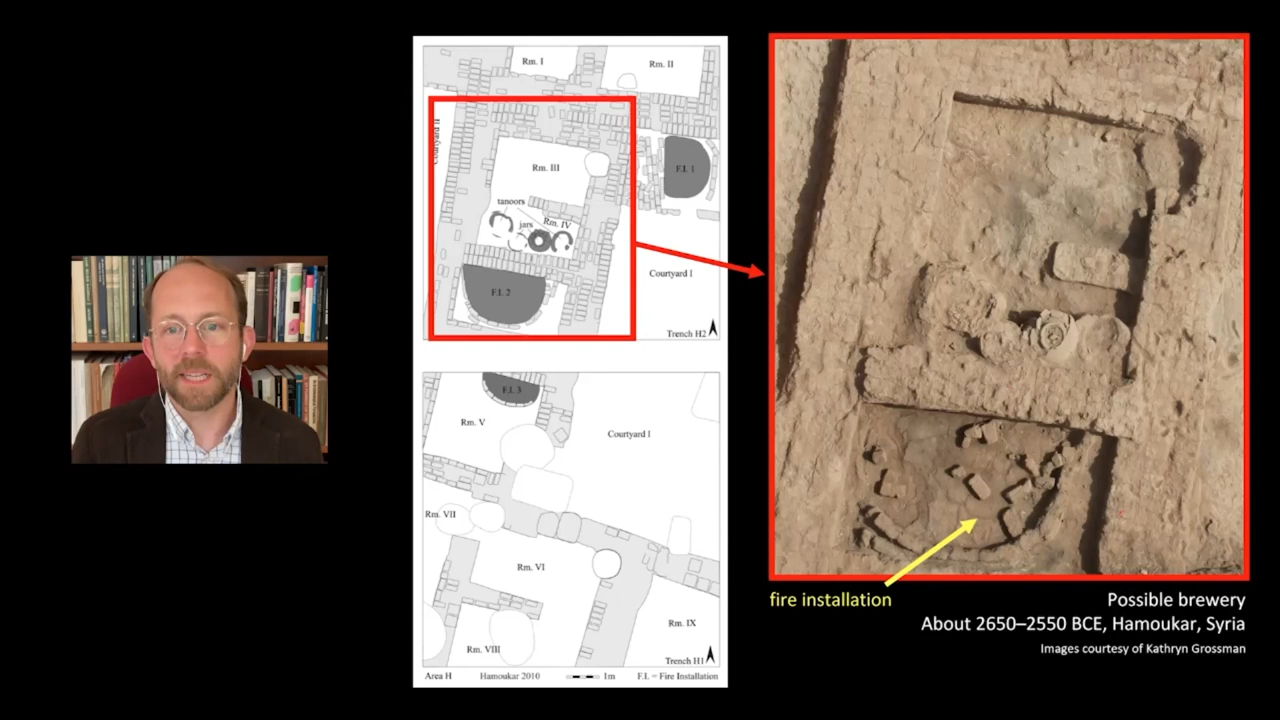 Rm. I
Rm. II
Courtyard II
Rm. III
F.I. 1
tanoors
jars
Rm. IV
F.I. 2
Courtyard I
Trench H2
F.I. 3
Rm. V
Courtyard I
Rm. VII
Rm. VI
Rm. IX
Rm. VIII
Trench H1
Area H Hamoukar 2010 1m F.I. = Fire Installation
fire installation
Possible brewery
About 2650–2550 BCE, Hamoukar, Syria
Images courtesy of Kathryn Grossman